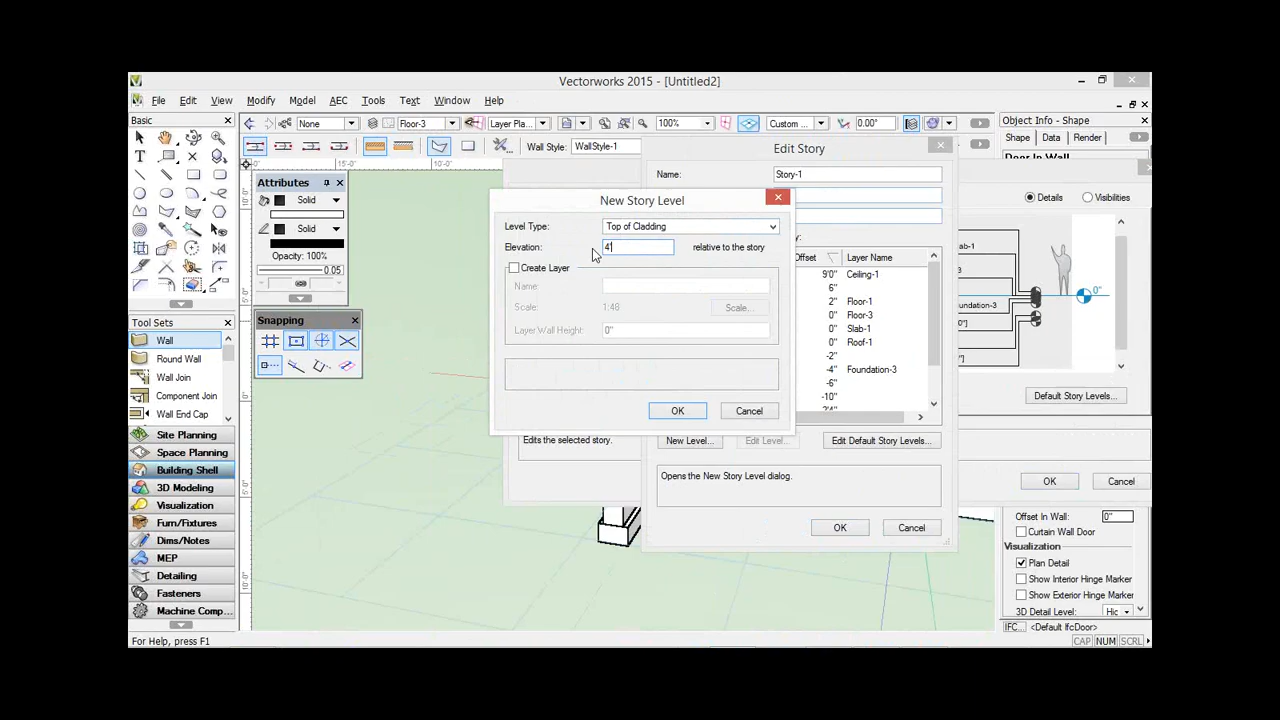 Vectorworks 2015 - [Untitled2]
File Edit View Modify Model AEC Tools Text Window Help
Basic
None Floor-3 Layer Pla... 100% Custom ... 0.00°
Wall Style: WallStyle-1
Object Info - Shape
Shape Data Render
Door In Wall
Attributes
Solid
Solid
Opacity: 100%
0.05
Snapping
Tool Sets
Wall
Round Wall
Wall Join
Component Join
Wall End Cap
Site Planning
Space Planning
Building Shell
3D Modeling
Visualization
Furn/Fixtures
Dims/Notes
MEP
Detailing
Fasteners
Machine Comp...
15'-0" 10'-0"
Edit Story
Name: Story-1
New Story Level
Level Type: Top of Cladding
Elevation: 4' relative to the story
Create Layer
Name:
Scale: 1:48 Scale...
Layer Wall Height: 0"
OK Cancel
Offset Layer Name
9'0" Ceiling-1
6"
2" Floor-1
0" Floor-3
0" Slab-1
0" Roof-1
-2"
-4" Foundation-3
-6"
-10"
Edits the selected story.
New Level... Edit Level... Edit Default Story Levels...
Opens the New Story Level dialog.
OK Cancel
Details Visibilities
0"
Default Story Levels...
OK Cancel
Offset In Wall: 0"
Curtain Wall Door
Visualization
Plan Detail
Show Interior Hinge Marker
Show Exterior Hinge Marker
3D Detail Level:
IFC... <Default IfcDoor>
For Help, press F1
CAP NUM SCRL